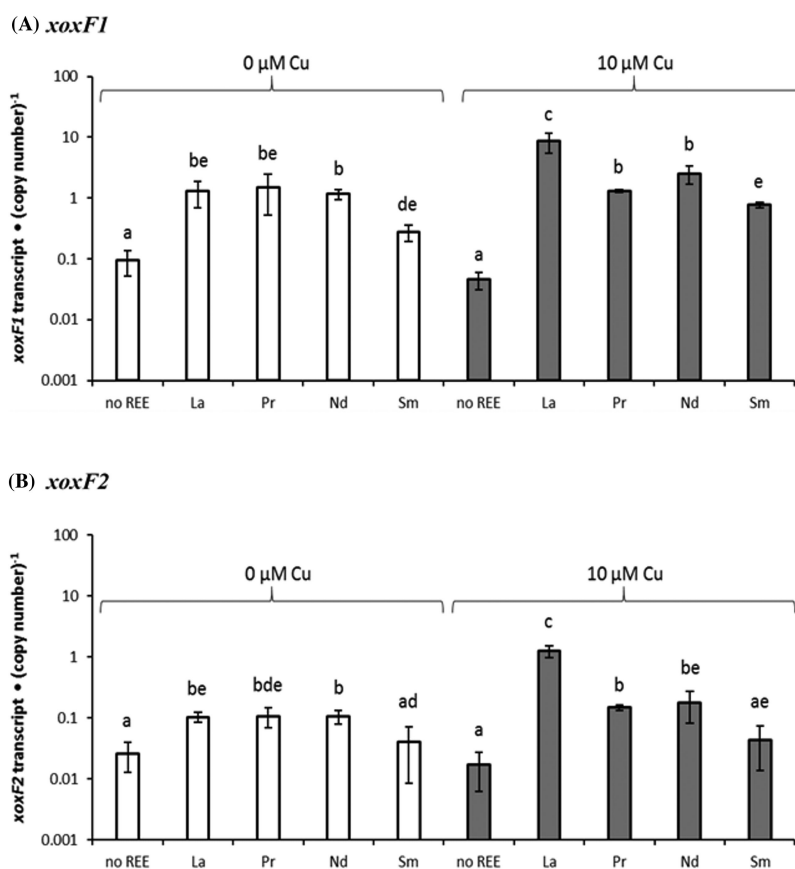 (A) xoxF1
0 µM Cu 10 µM Cu
xoxF1 transcript • (copy number)⁻¹
100
10
1
0.1
0.01
0.001
a be be b de a c b b e
no REE La Pr Nd Sm no REE La Pr Nd Sm
(B) xoxF2
0 µM Cu 10 µM Cu
xoxF2 transcript • (copy number)⁻¹
100
10
1
0.1
0.01
0.001
a be bde b ad a c b be ae
no REE La Pr Nd Sm no REE La Pr Nd Sm